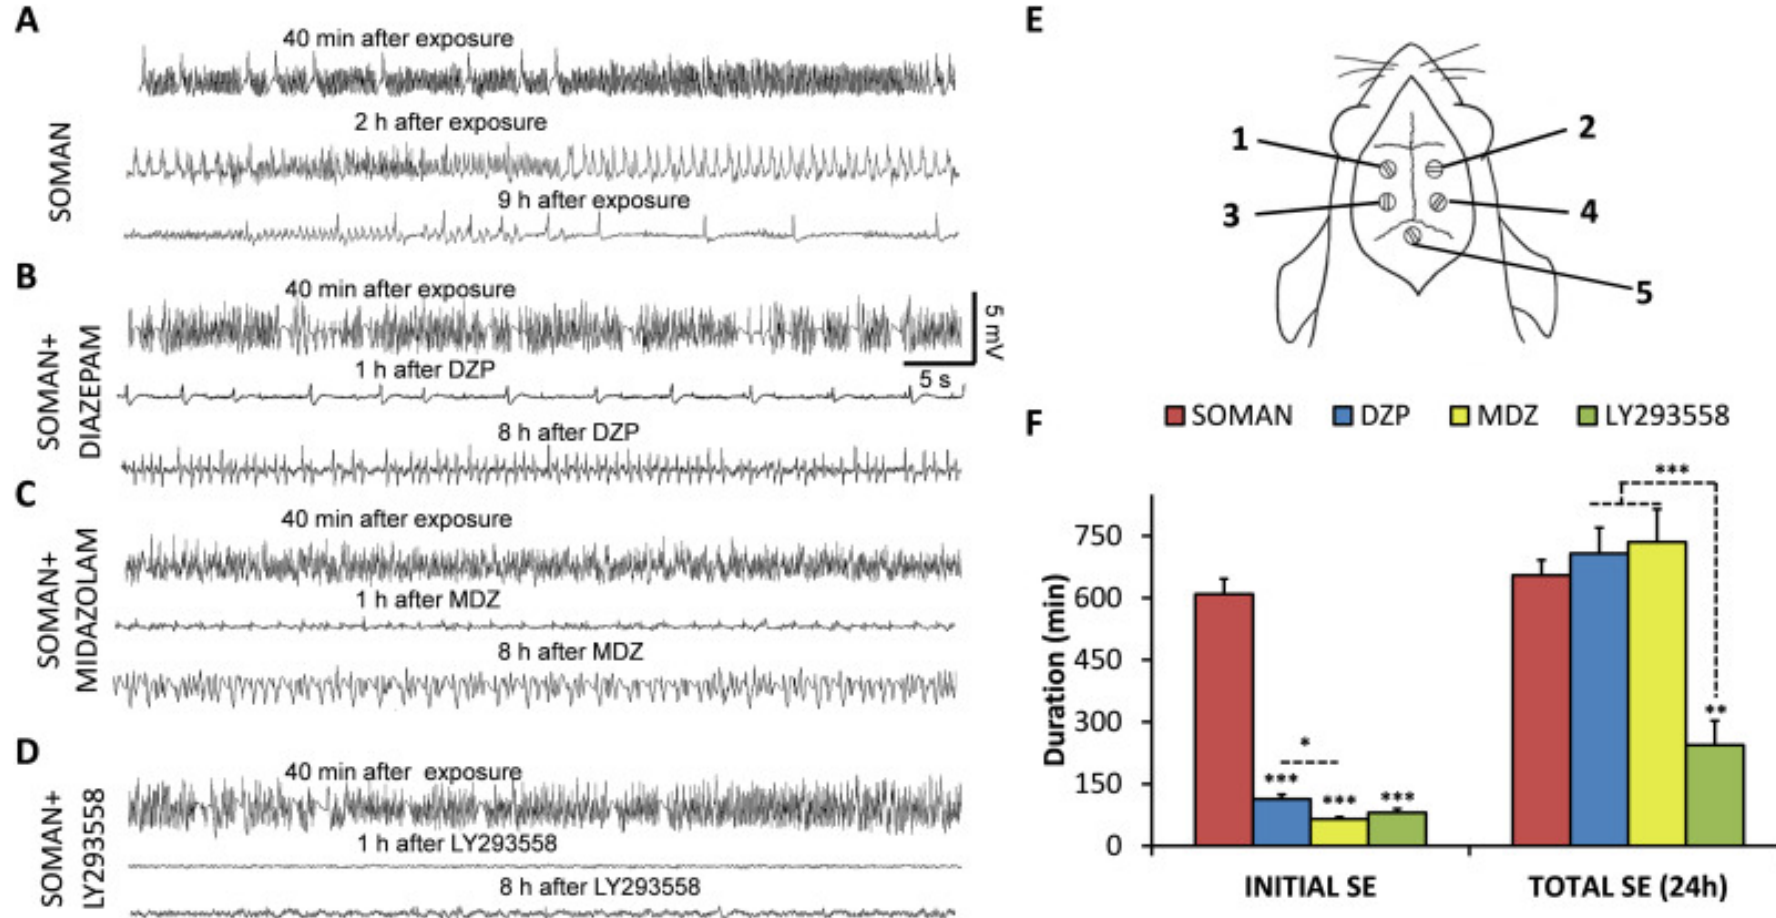 A
SOMAN
40 min after exposure
2 h after exposure
9 h after exposure
B
SOMAN+
DIAZEPAM
40 min after exposure
1 h after DZP
8 h after DZP
5 mV
5 s
C
SOMAN+
MIDAZOLAM
40 min after exposure
1 h after MDZ
8 h after MDZ
D
SOMAN+
LY293558
40 min after exposure
1 h after LY293558
8 h after LY293558
E
1
2
3
4
5
F
SOMAN DZP MDZ LY293558
Duration (min)
750
600
450
300
150
0
*
***
***
***
***
**
INITIAL SE
TOTAL SE (24h)